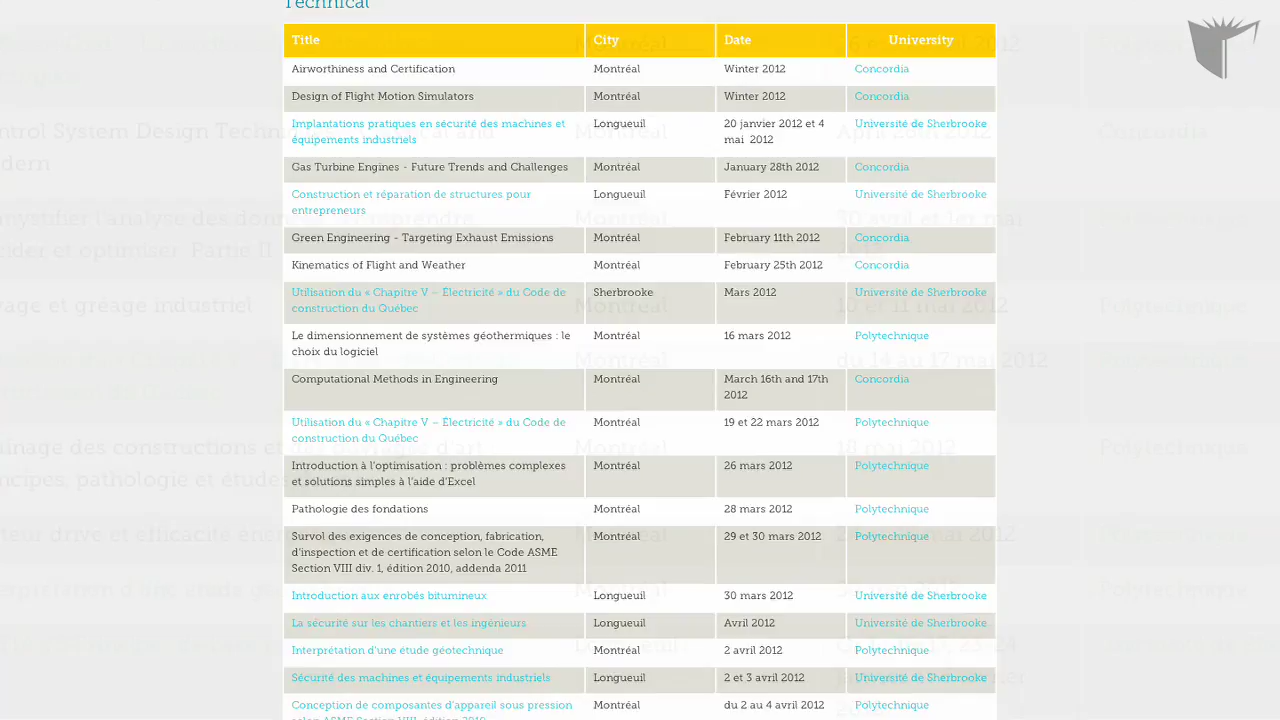 Technical
Title City Date University
Airworthiness and Certification Montréal Winter 2012 Concordia
Design of Flight Motion Simulators Montréal Winter 2012 Concordia
Implantations pratiques en sécurité des machines et Longueuil 20 janvier 2012 et 4 Université de Sherbrooke
équipements industriels mai 2012
Gas Turbine Engines - Future Trends and Challenges Montréal January 28th 2012 Concordia
Construction et réparation de structures pour Longueuil Février 2012 Université de Sherbrooke
entrepreneurs
Green Engineering - Targeting Exhaust Emissions Montréal February 11th 2012 Concordia
Kinematics of Flight and Weather Montréal February 25th 2012 Concordia
Utilisation du « Chapitre V – Électricité » du Code de Sherbrooke Mars 2012 Université de Sherbrooke
construction du Québec
Le dimensionnement de systèmes géothermiques : le Montréal 16 mars 2012 Polytechnique
choix du logiciel
Computational Methods in Engineering Montréal March 16th and 17th Concordia
2012
Utilisation du « Chapitre V – Électricité » du Code de Montréal 19 et 22 mars 2012 Polytechnique
construction du Québec
Introduction à l'optimisation : problèmes complexes Montréal 26 mars 2012 Polytechnique
et solutions simples à l'aide d'Excel
Pathologie des fondations Montréal 28 mars 2012 Polytechnique
Survol des exigences de conception, fabrication, Montréal 29 et 30 mars 2012 Polytechnique
d'inspection et de certification selon le Code ASME
Section VIII div. 1, édition 2010, addenda 2011
Introduction aux enrobés bitumineux Longueuil 30 mars 2012 Université de Sherbrooke
La sécurité sur les chantiers et les ingénieurs Longueuil Avril 2012 Université de Sherbrooke
Interprétation d'une étude géotechnique Montréal 2 avril 2012 Polytechnique
Sécurité des machines et équipements industriels Longueuil 2 et 3 avril 2012 Université de Sherbrooke
Conception de composantes d'appareil sous pression Montréal du 2 au 4 avril 2012 Polytechnique
selon ASME Section VIII, édition 2010